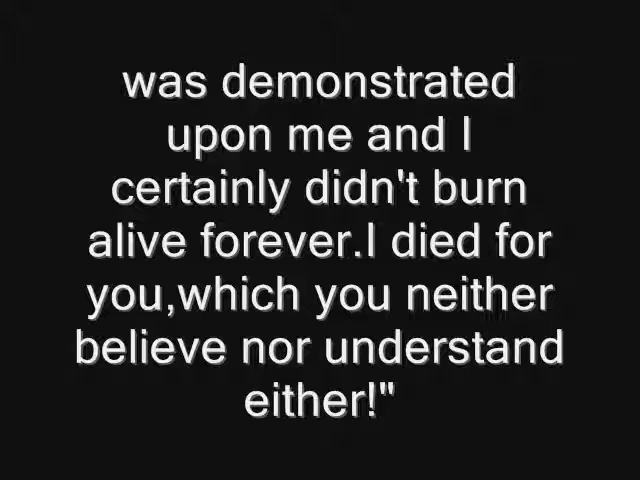 was demonstrated
upon me and I
certainly didn't burn
alive forever.I died for
you,which you neither
believe nor understand
either!"